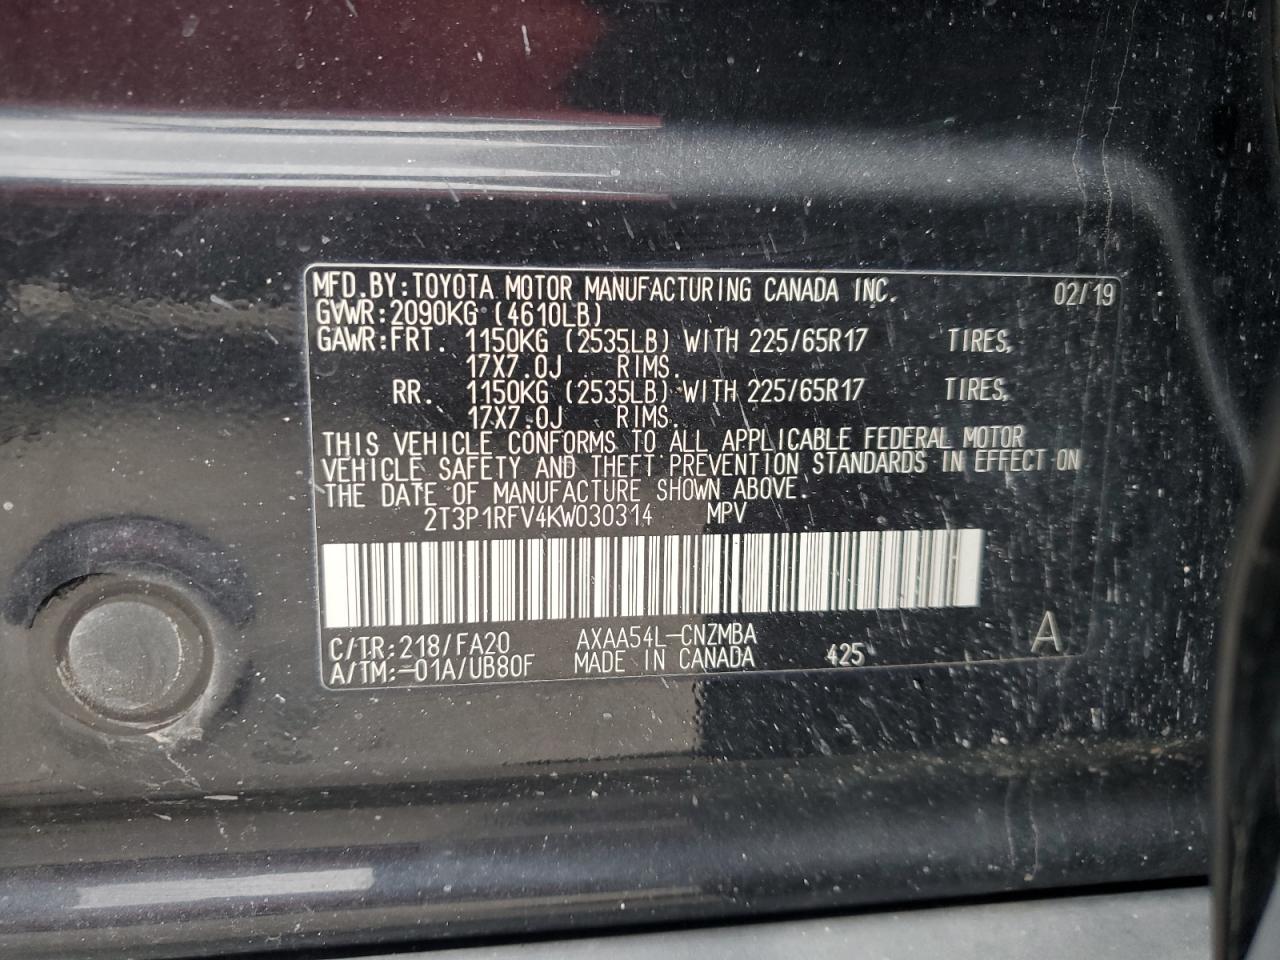 MFD.BY:TOYOTA MOTOR MANUFACTURING CANADA INC. 02/19
GVWR:2090KG (4610LB)
GAWR:FRT. 1150KG (2535LB) WITH 225/65R17 TIRES,
17X7.0J RIMS.
RR. 1150KG (2535LB) WITH 225/65R17 TIRES,
17X7.0J RIMS.
THIS VEHICLE CONFORMS TO ALL APPLICABLE FEDERAL MOTOR
VEHICLE SAFETY AND THEFT PREVENTION STANDARDS IN EFFECT ON
THE DATE OF MANUFACTURE SHOWN ABOVE.
2T3P1RFV4KW030314 MPV
C/TR:218/FA20 AXAA54L-CNZMBA A
A/TM:-01A/UB80F MADE IN CANADA 425